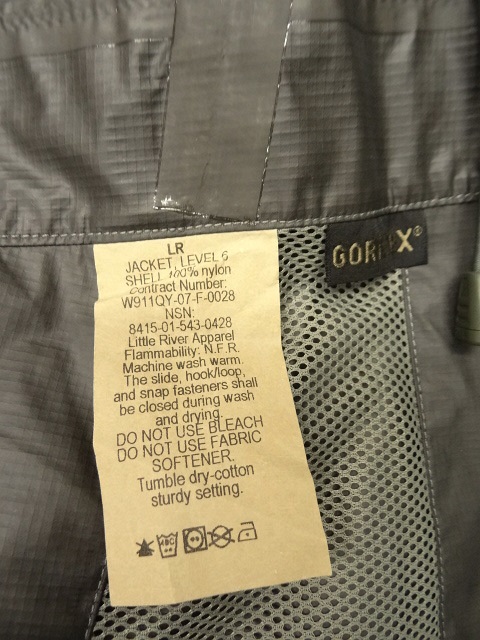 LR
JACKET, LEVEL 6
SHELL 100% nylon
Contract Number:
W911QY-07-F-0028
NSN:
8415-01-543-0428
Little River Apparel
Flammability: N.F.R.
Machine wash warm.
The slide, hook/loop,
and snap fasteners shall
be closed during wash
and drying.
DO NOT USE BLEACH
DO NOT USE FABRIC
SOFTENER.
Tumble dry-cotton
sturdy setting.
GORE-TEX®